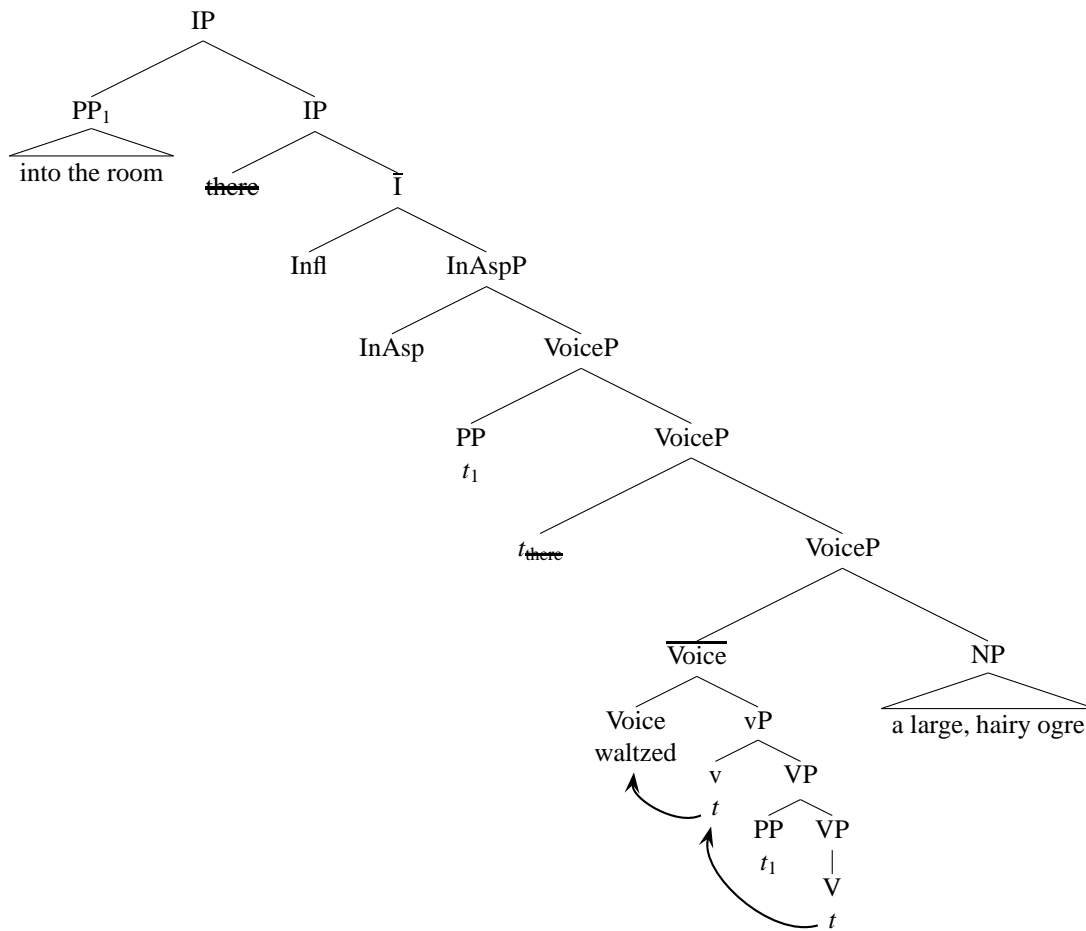 IP
PP₁ IP
into the room there Ī
Infl InAspP
InAsp VoiceP
PP VoiceP
t₁
t there VoiceP
Voice NP
Voice vP a large, hairy ogre
waltzed v VP
t PP VP
t₁ V
t